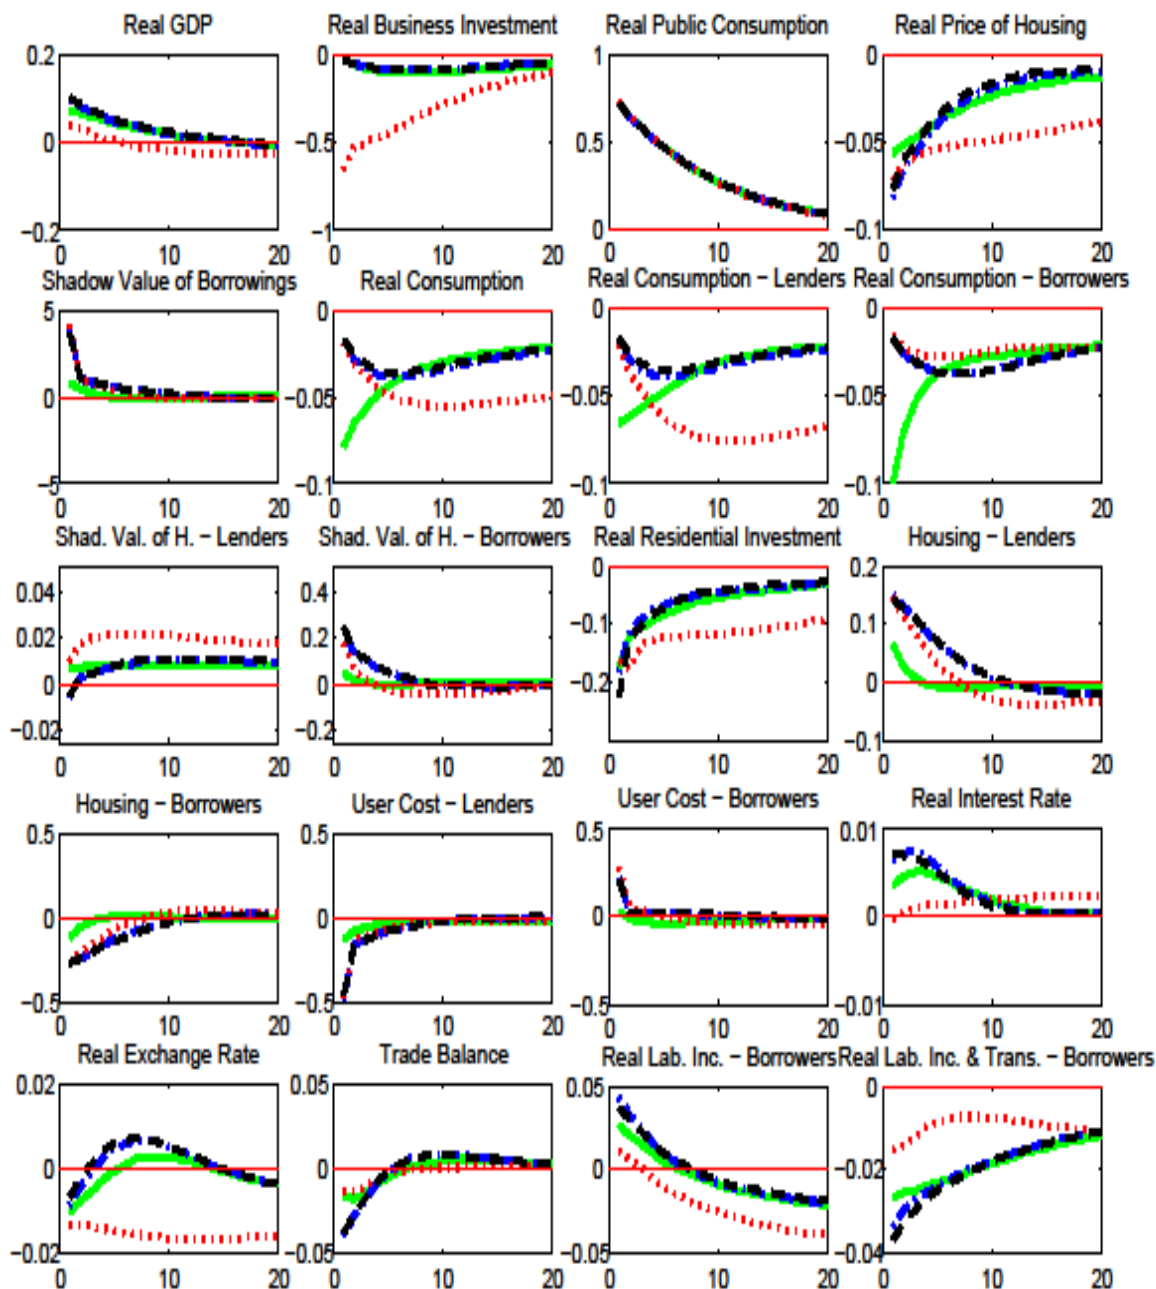 Real GDP Real Business Investment Real Public Consumption Real Price of Housing
0.2 0 1 0
0 −0.5 0.5 −0.05
−0.2 −1 0 −0.1
0 10 20 0 10 20 0 10 20 0 10 20
Shadow Value of Borrowings Real Consumption Real Consumption − Lenders Real Consumption − Borrowers
5 0 0 0
0 −0.05 −0.05 −0.05
−5 −0.1 −0.1 −0.1
0 10 20 0 10 20 0 10 20 0 10 20
Shad. Val. of H. − Lenders Shad. Val. of H. − Borrowers Real Residential Investment Housing − Lenders
0.04 0.4 0 0.2
0.02 0.2 −0.1 0.1
0 0 −0.2 0
−0.02 −0.2 −0.1
0 10 20 0 10 20 0 10 20 0 10 20
Housing − Borrowers User Cost − Lenders User Cost − Borrowers Real Interest Rate
0.5 0.5 0.5 0.01
0 0 0 0
−0.5 −0.5 −0.5 −0.01
0 10 20 0 10 20 0 10 20 0 10 20
Real Exchange Rate Trade Balance Real Lab. Inc. − Borrowers Real Lab. Inc. & Trans. − Borrowers
0.02 0.05 0.05 0
0 0 0 −0.02
−0.02 −0.05 −0.05 −0.04
0 10 20 0 10 20 0 10 20 0 10 20